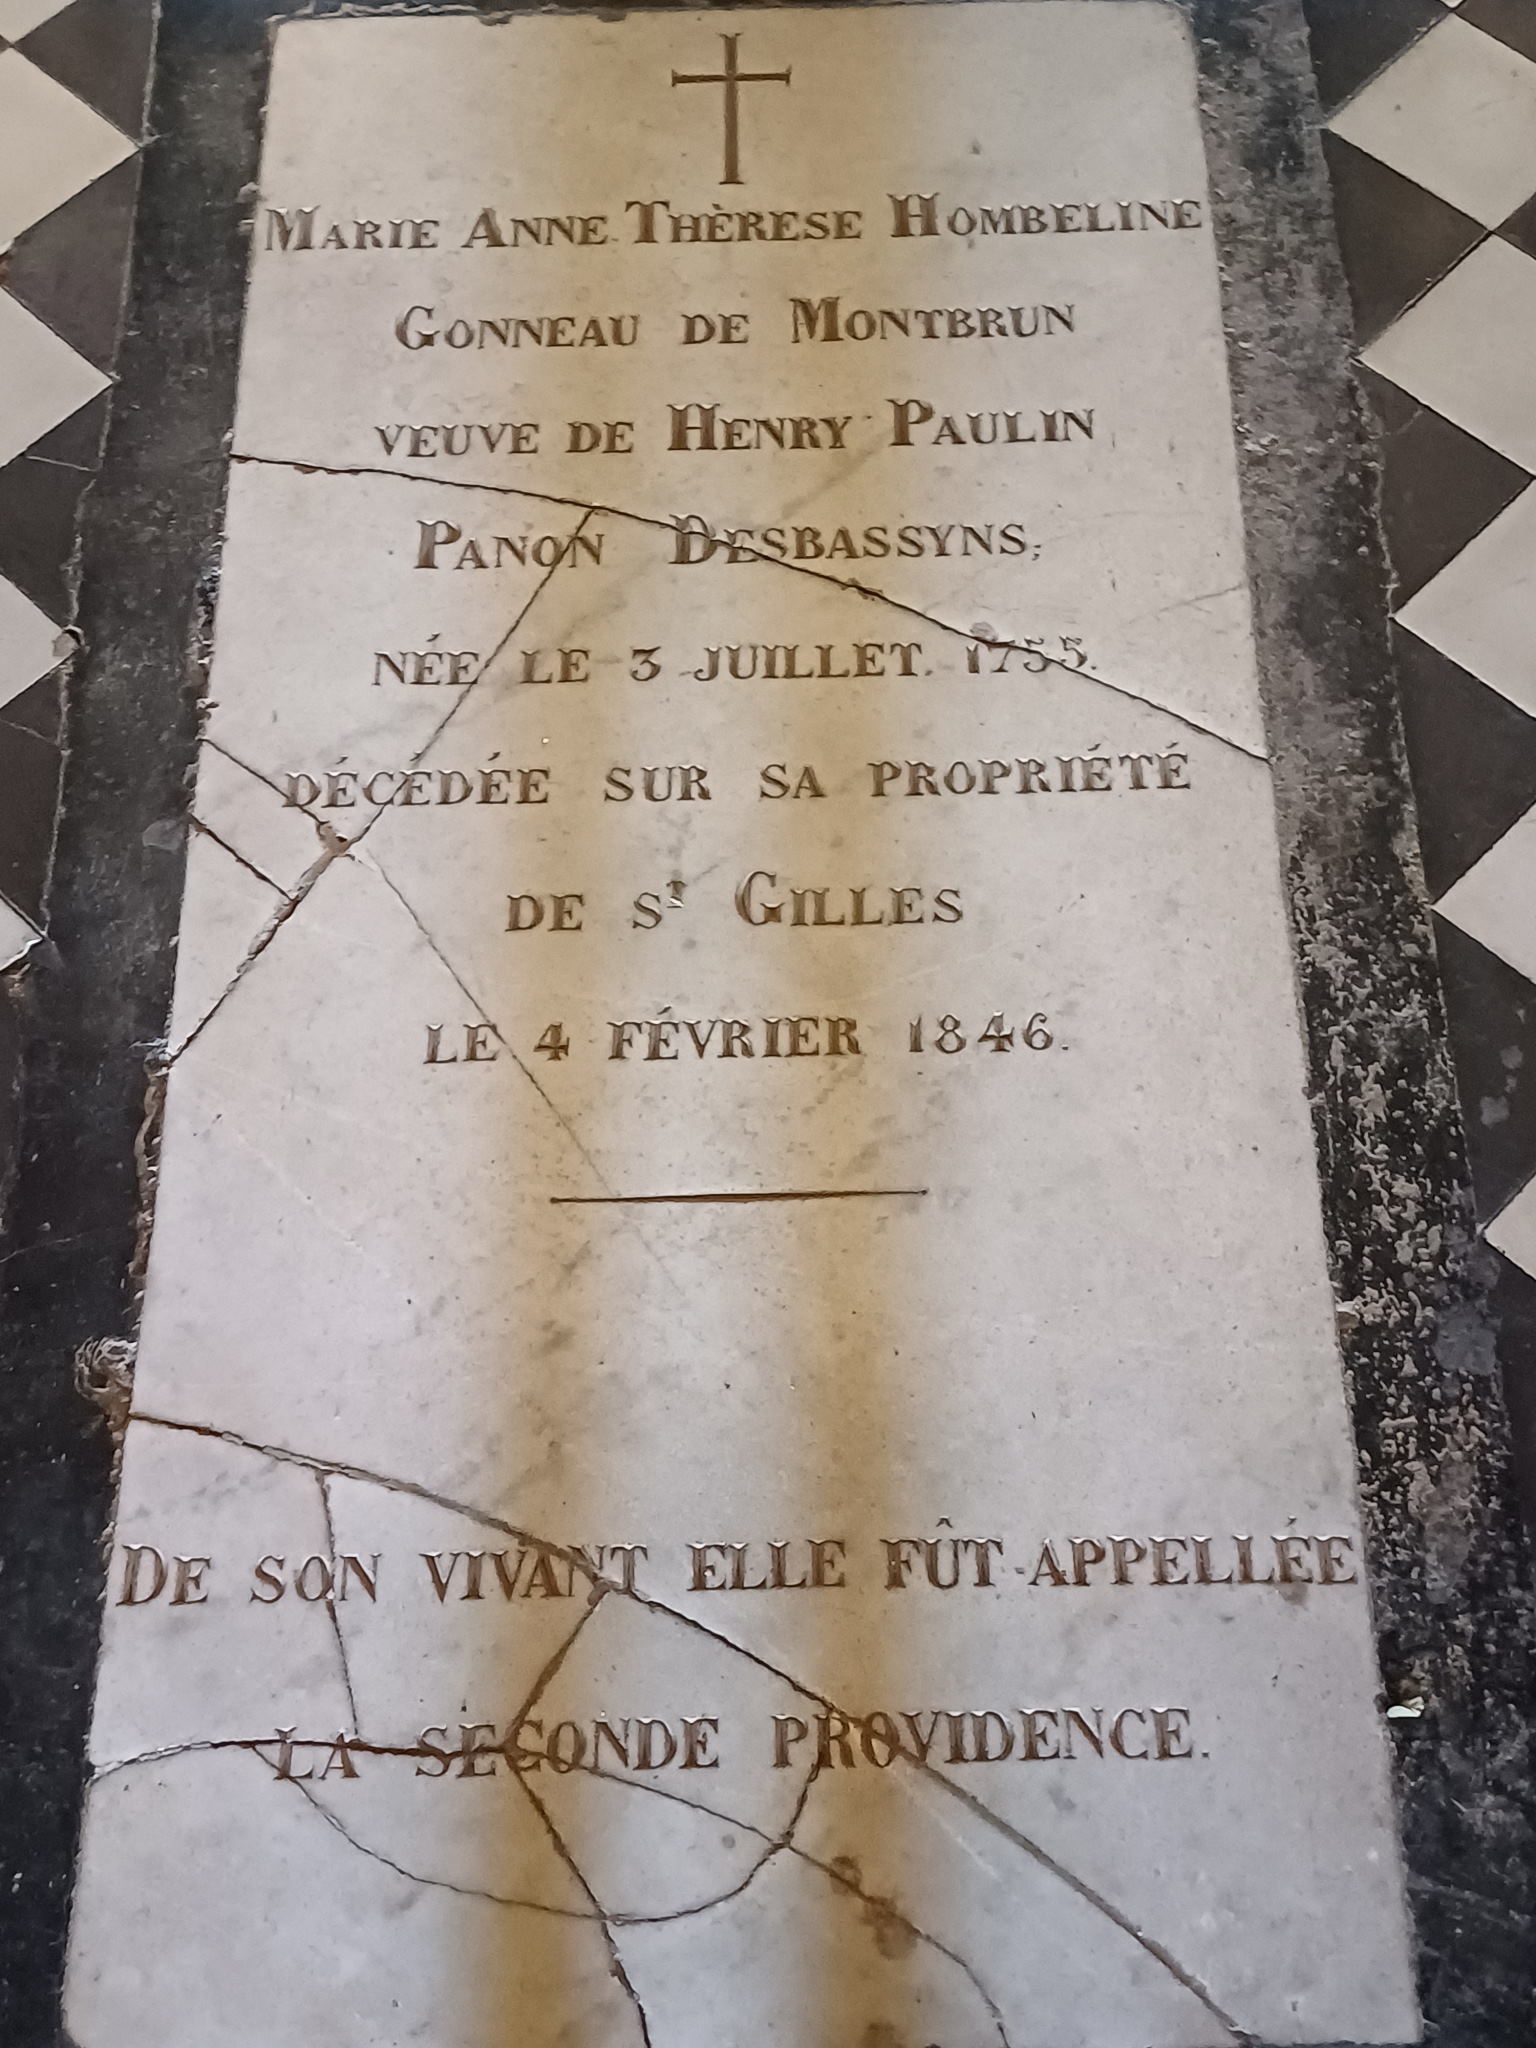 MARIE ANNE THÈRESE HOMBELINE
GONNEAU DE MONTBRUN
VEUVE DE HENRY PAULIN
PANON DESBASSYNS,
NÉE LE 3 JUILLET. 1755.
DÉCÉDÉE SUR SA PROPRIÉTÉ
DE ST GILLES
LE 4 FÉVRIER 1846.
DE SON VIVANT ELLE FÛT APPELLÉE
LA SECONDE PROVIDENCE.